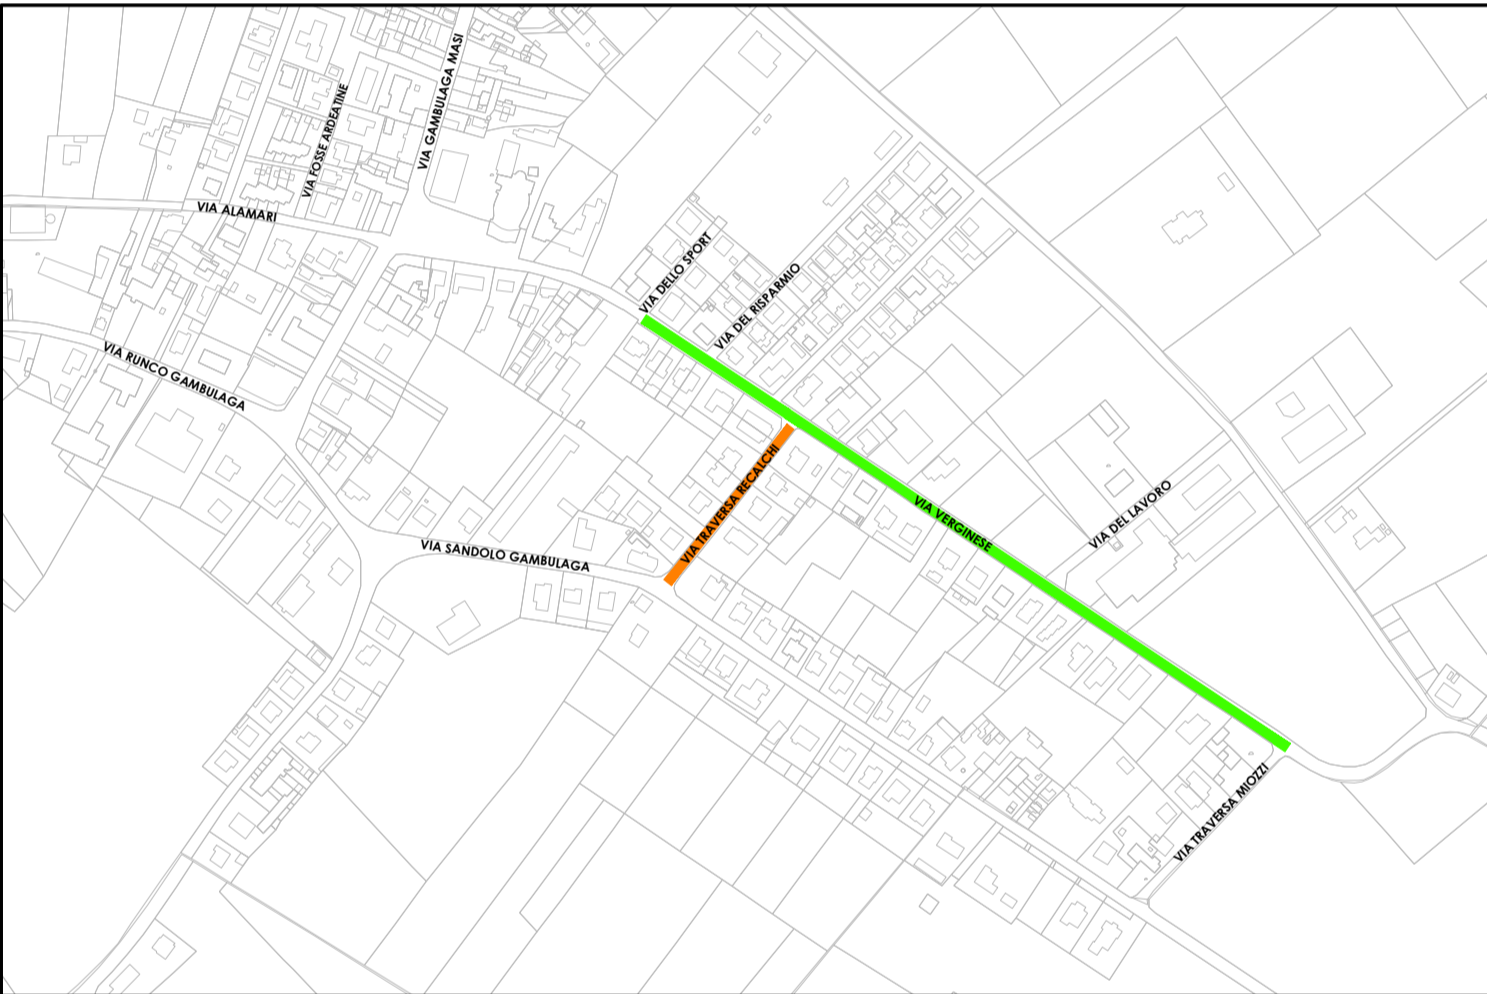 VIA GAMBULAGA MASI
VIA FOSSE ARDEATINE
VIA ALAMARI
VIA DELLO SPORT
VIA DEL RISPARMIO
VIA RUNCO GAMBULAGA
VIA TRAVERSA RECALCHI
VIA VERGINESE
VIA DEL LAVORO
VIA SANDOLO GAMBULAGA
VIA TRAVERSA MIOZZI